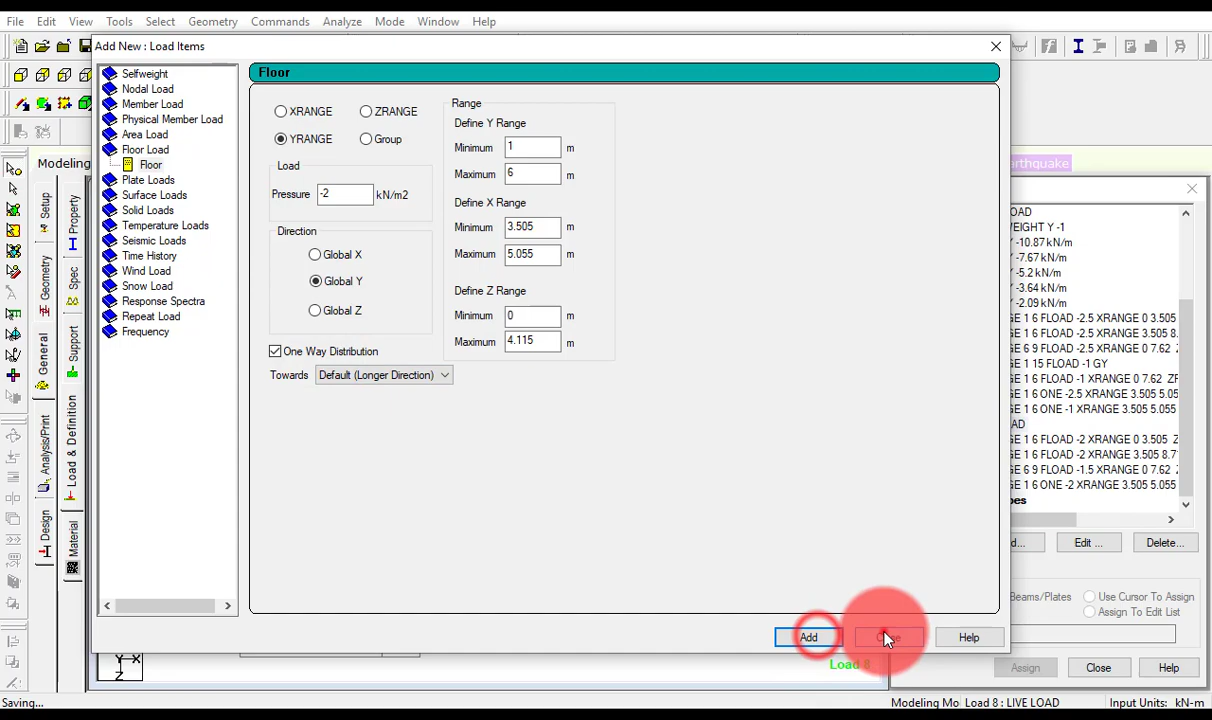 File Edit View Tools Select Geometry Commands Analyze Mode Window Help
Add New : Load Items
Selfweight
Nodal Load
Member Load
Physical Member Load
Area Load
Floor Load
Floor
Plate Loads
Surface Loads
Solid Loads
Temperature Loads
Seismic Loads
Time History
Wind Load
Snow Load
Response Spectra
Repeat Load
Frequency
Floor
XRANGE ZRANGE
YRANGE Group
Load
Pressure -2 kN/m2
Direction
Global X
Global Y
Global Z
One Way Distribution
Towards Default (Longer Direction)
Range
Define Y Range
Minimum 1 m
Maximum 6 m
Define X Range
Minimum 3.505 m
Maximum 5.055 m
Define Z Range
Minimum 0 m
Maximum 4.115 m
Add Close Help
Modeling
Setup
Geometry
General
Analysis/Print
Design
Property
Spec
Support
Load & Definition
Material
arthquake
OAD
WEIGHT Y -1
Y -10.87 kN/m
Y -7.67 kN/m
Y -5.2 kN/m
Y -3.64 kN/m
Y -2.09 kN/m
GE 1 6 FLOAD -2.5 XRANGE 0 3.505
GE 1 6 FLOAD -2.5 XRANGE 3.505 8.
GE 6 9 FLOAD -2.5 XRANGE 0 7.62
GE 1 15 FLOAD -1 GY
GE 1 6 FLOAD -1 XRANGE 0 7.62 ZF
GE 1 6 ONE -2.5 XRANGE 3.505 5.055
GE 1 6 ONE -1 XRANGE 3.505 5.055
AD
GE 1 6 FLOAD -2 XRANGE 0 3.505
GE 1 6 FLOAD -2 XRANGE 3.505 8.7
GE 6 9 FLOAD -1.5 XRANGE 0 7.62
GE 1 6 ONE -2 XRANGE 3.505 5.055
pes
d... Edit ... Delete...
Beams/Plates Use Cursor To Assign
Assign To Edit List
Assign Close Help
Y X
Z
Load 8
Saving... Modeling Mo Load 8 : LIVE LOAD Input Units: kN-m